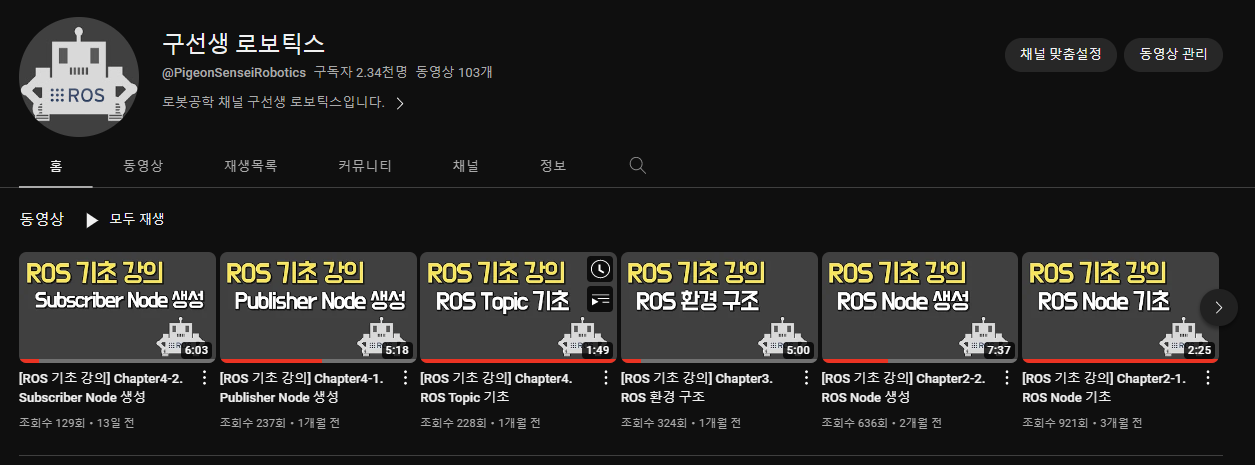 구선생 로보틱스
@PigeonSenseiRobotics 구독자 2.34천명 동영상 103개
로봇공학 채널 구선생 로보틱스입니다.
채널 맞춤설정 동영상 관리
ROS
홈 동영상 재생목록 커뮤니티 채널 정보
동영상 모두 재생
ROS 기초 강의
Subscriber Node 생성
6:03
[ROS 기초 강의] Chapter4-2.
Subscriber Node 생성
조회수 129회 • 13일 전
ROS 기초 강의
Publisher Node 생성
5:18
[ROS 기초 강의] Chapter4-1.
Publisher Node 생성
조회수 237회 • 1개월 전
ROS 기초 강의
ROS Topic 기초
1:49
[ROS 기초 강의] Chapter4.
ROS Topic 기초
조회수 228회 • 1개월 전
ROS 기초 강의
ROS 환경 구조
5:00
[ROS 기초 강의] Chapter3.
ROS 환경 구조
조회수 324회 • 1개월 전
ROS 기초 강의
ROS Node 생성
7:37
[ROS 기초 강의] Chapter2-2.
ROS Node 생성
조회수 636회 • 2개월 전
ROS 기초 강의
ROS Node 기초
2:25
[ROS 기초 강의] Chapter2-1.
ROS Node 기초
조회수 921회 • 3개월 전